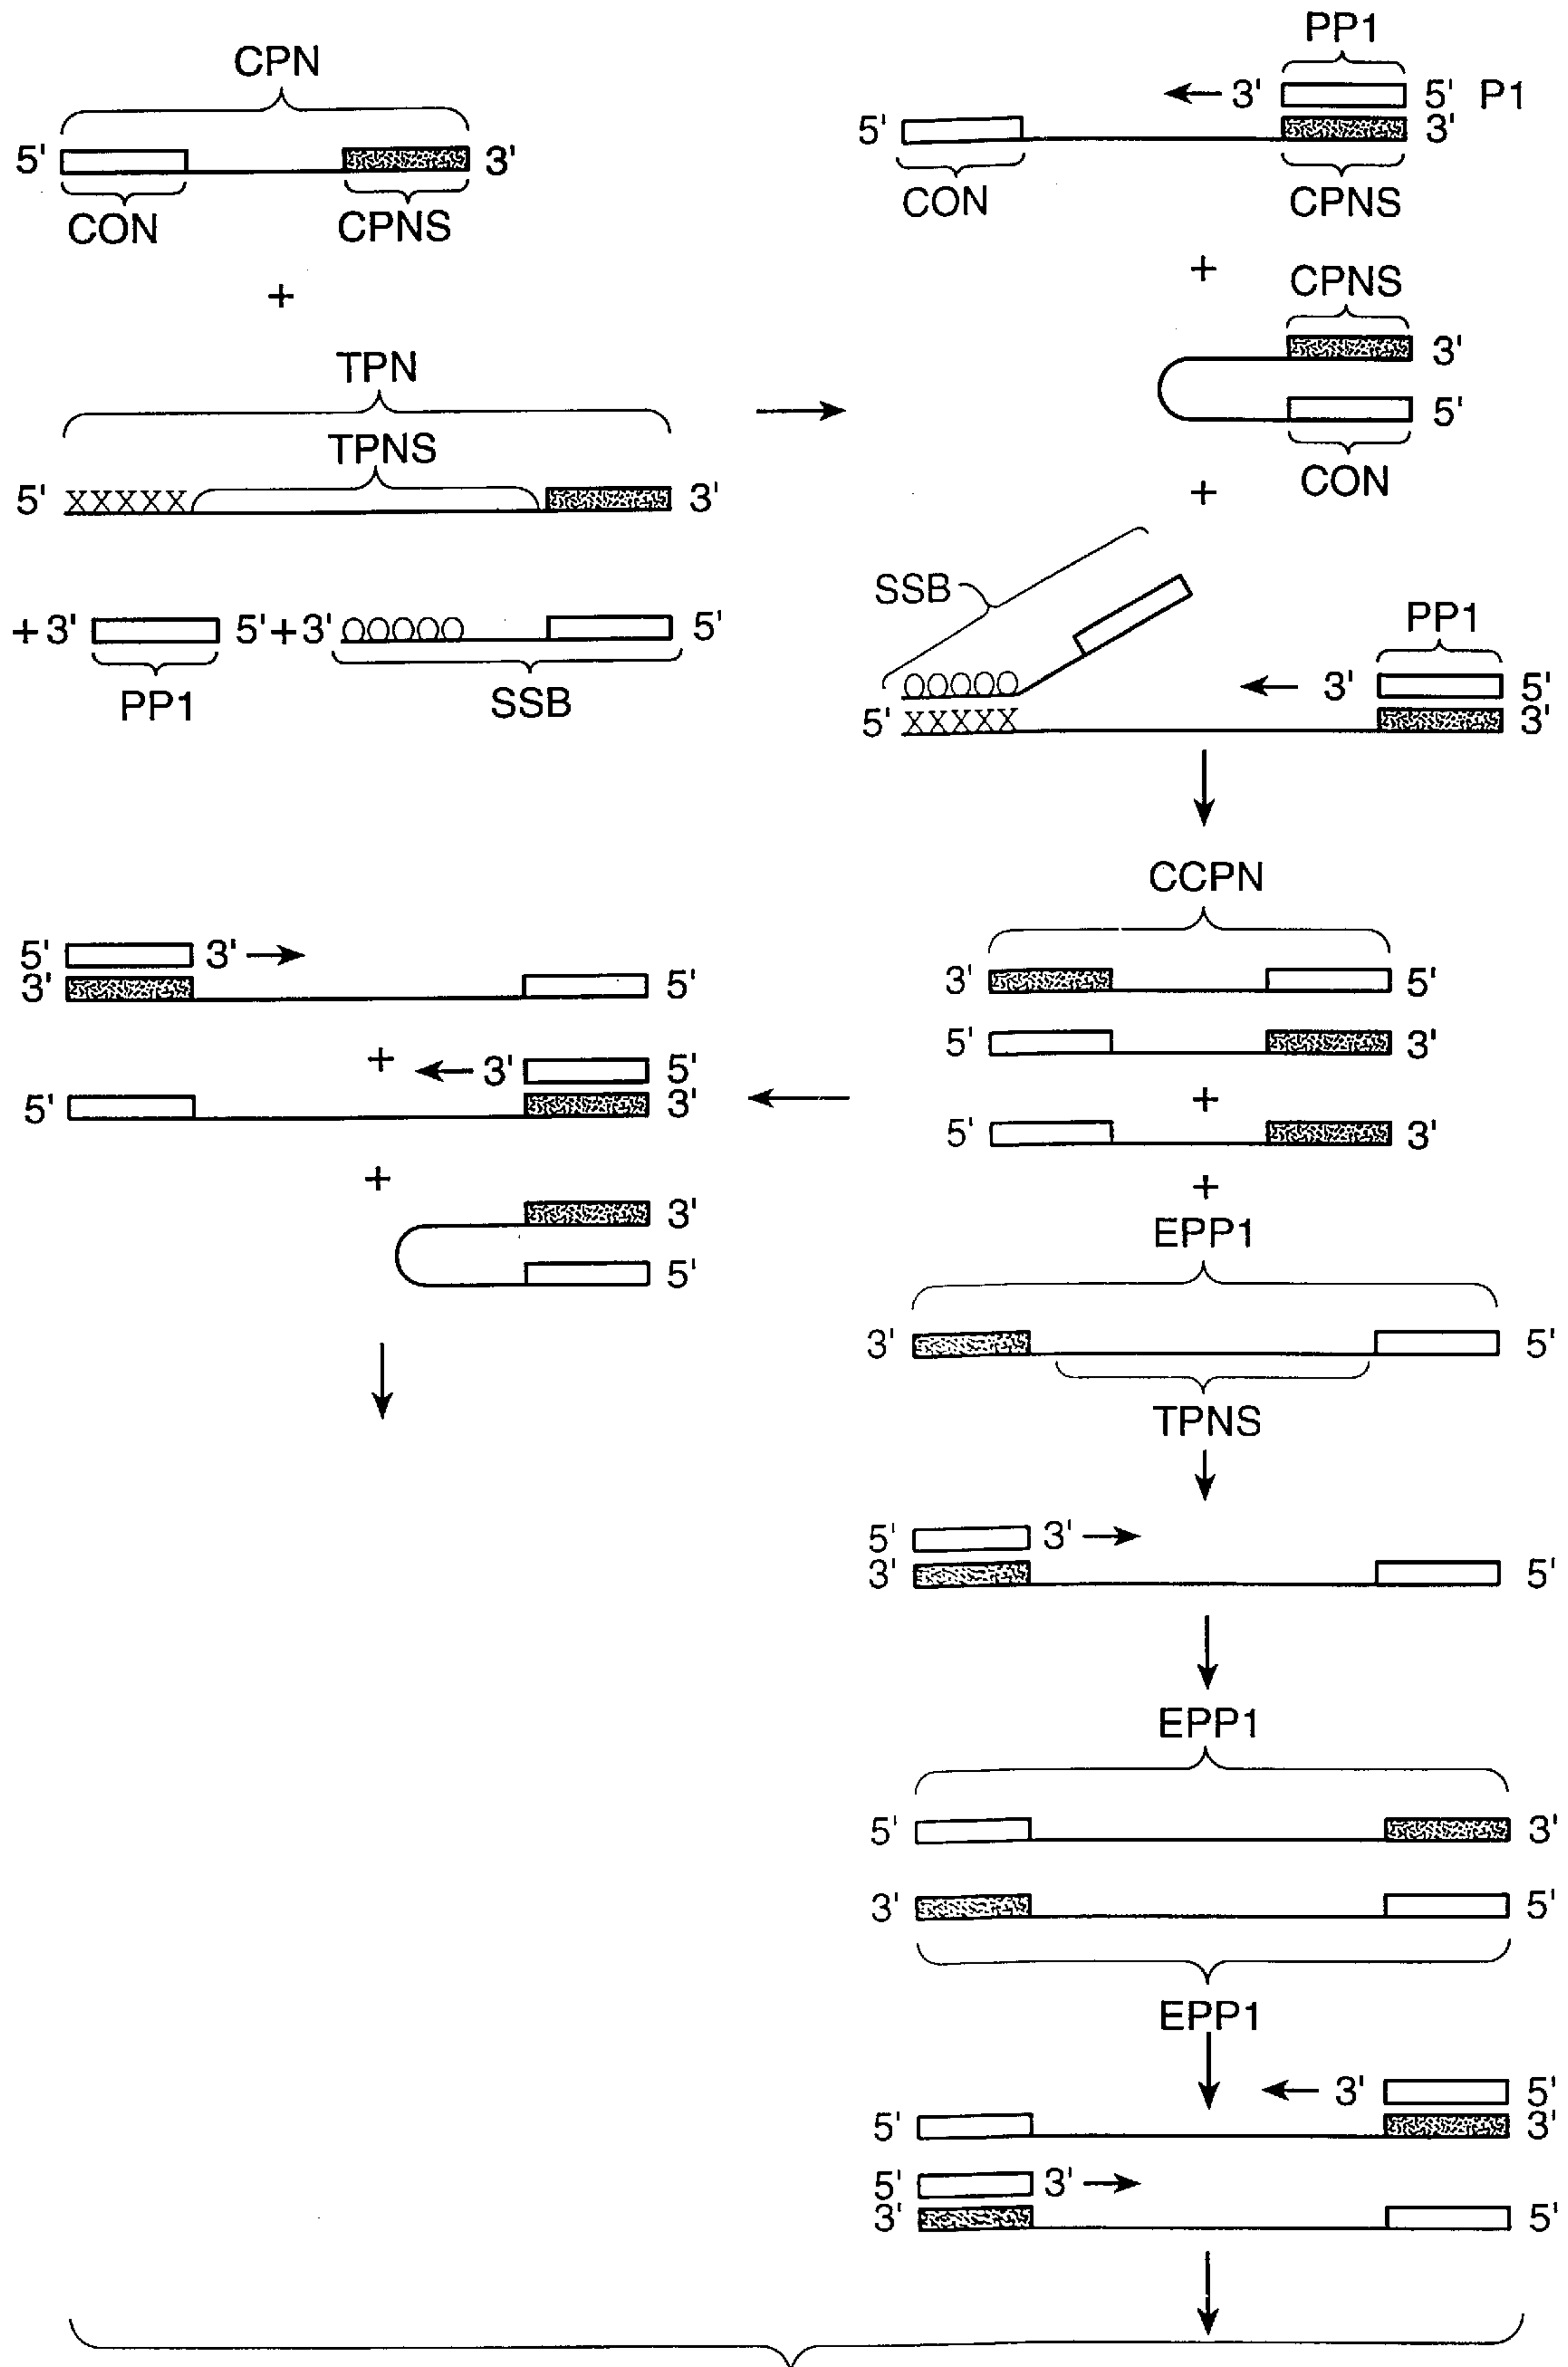 CPN
5' 3'
CON CPNS
+
TPN
TPNS
5' XXXXX 3'
+3' 5'+3' OOOOO 5'
PP1 SSB
PP1
3' 5' P1
5' 3'
CON CPNS
+
CPNS
3'
5'
CON
+
SSB
PP1
OOOOO 3' 5'
5' XXXXX 3'
CCPN
3' 5'
5' 3'
+
5' 3'
+
EPP1
3' 5'
TPNS
5' 3'
3' 5'
+
3' 5'
5' 3'
+
3'
5'
5' 3'
3' 5'
EPP1
5' 3'
3' 5'
EPP1
3' 5'
5' 3'
5' 3'
3' 5'